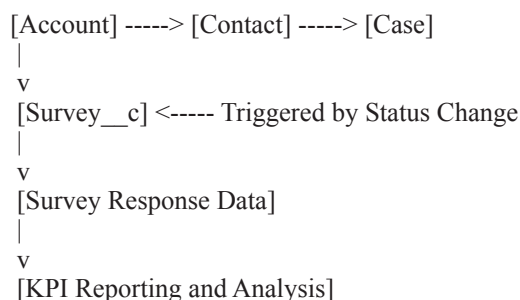 [Account] -----> [Contact] -----> [Case]
|
v
[Survey__c] <----- Triggered by Status Change
|
v
[Survey Response Data]
|
v
[KPI Reporting and Analysis]